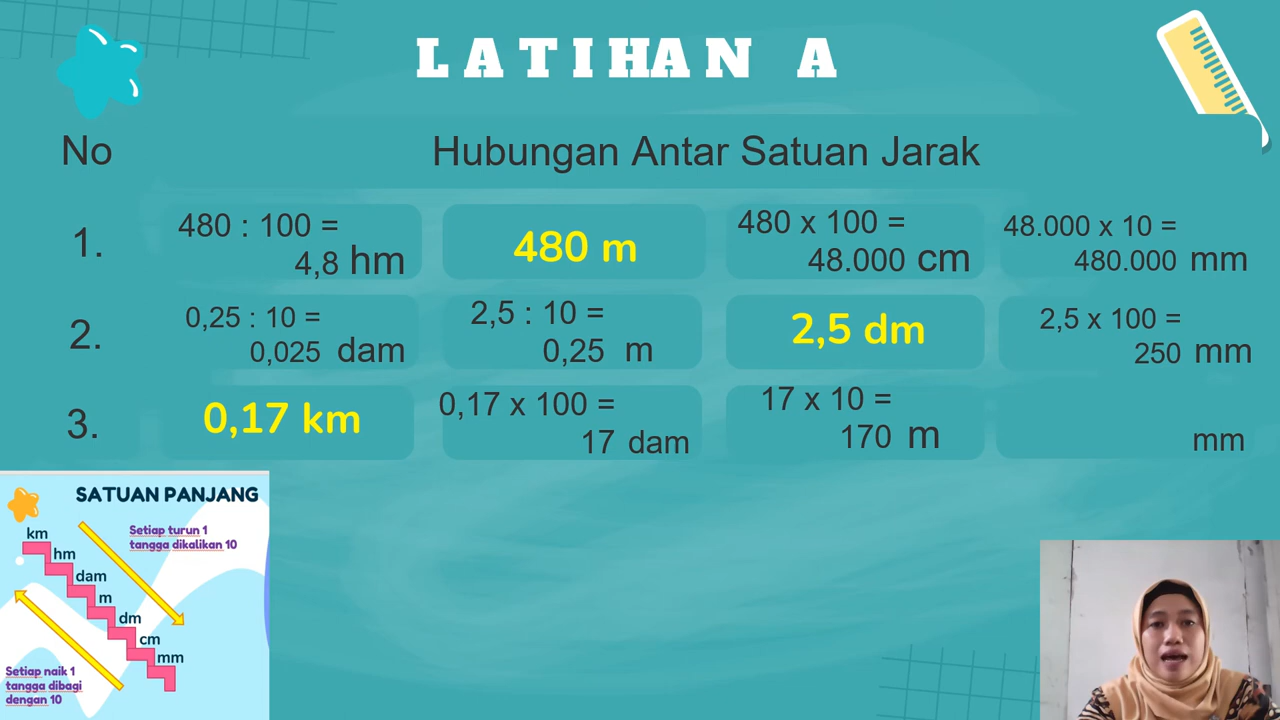 LATIHAN A
No Hubungan Antar Satuan Jarak
1. 480 : 100 = 4,8 hm
480 m
480 x 100 = 48.000 cm
48.000 x 10 = 480.000 mm
2. 0,25 : 10 = 0,025 dam
2,5 : 10 = 0,25 m
2,5 dm
2,5 x 100 = 250 mm
3. 0,17 km
0,17 x 100 = 17 dam
17 x 10 = 170 m
mm
SATUAN PANJANG
Setiap turun 1
tangga dikalikan 10
km
hm
dam
m
dm
cm
mm
Setiap naik 1
tangga dibagi
dengan 10